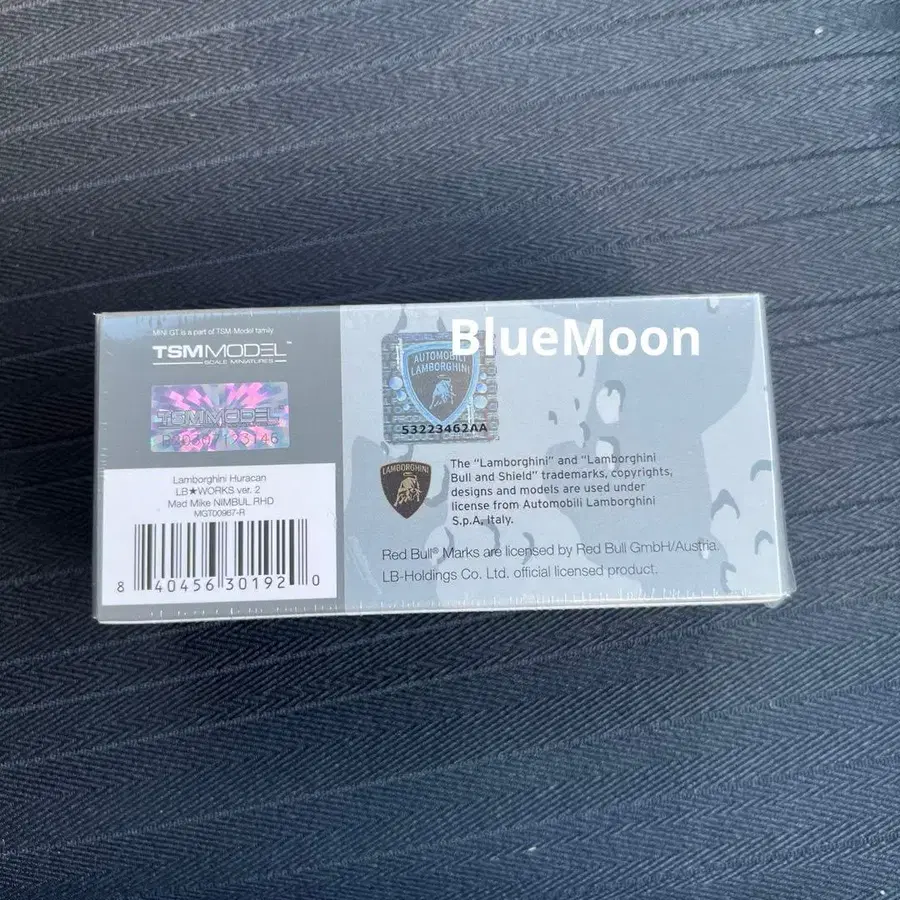 MINI GT is a part of TSM-Model family
TSMMODEL™
SCALE MINIATURES
TSMMODEL
Lamborghini Huracan
LB★WORKS ver. 2
Mad Mike NIMBUL RHD
MGT00967-R
8 40456 30192 0
BlueMoon
AUTOMOBILI
LAMBORGHINI
53223462AA
LAMBORGHINI
The "Lamborghini" and "Lamborghini
Bull and Shield" trademarks, copyrights,
designs and models are used under
license from Automobili Lamborghini
S.p.A, Italy.
Red Bull® Marks are licensed by Red Bull GmbH/Austria.
LB-Holdings Co. Ltd. official licensed product.